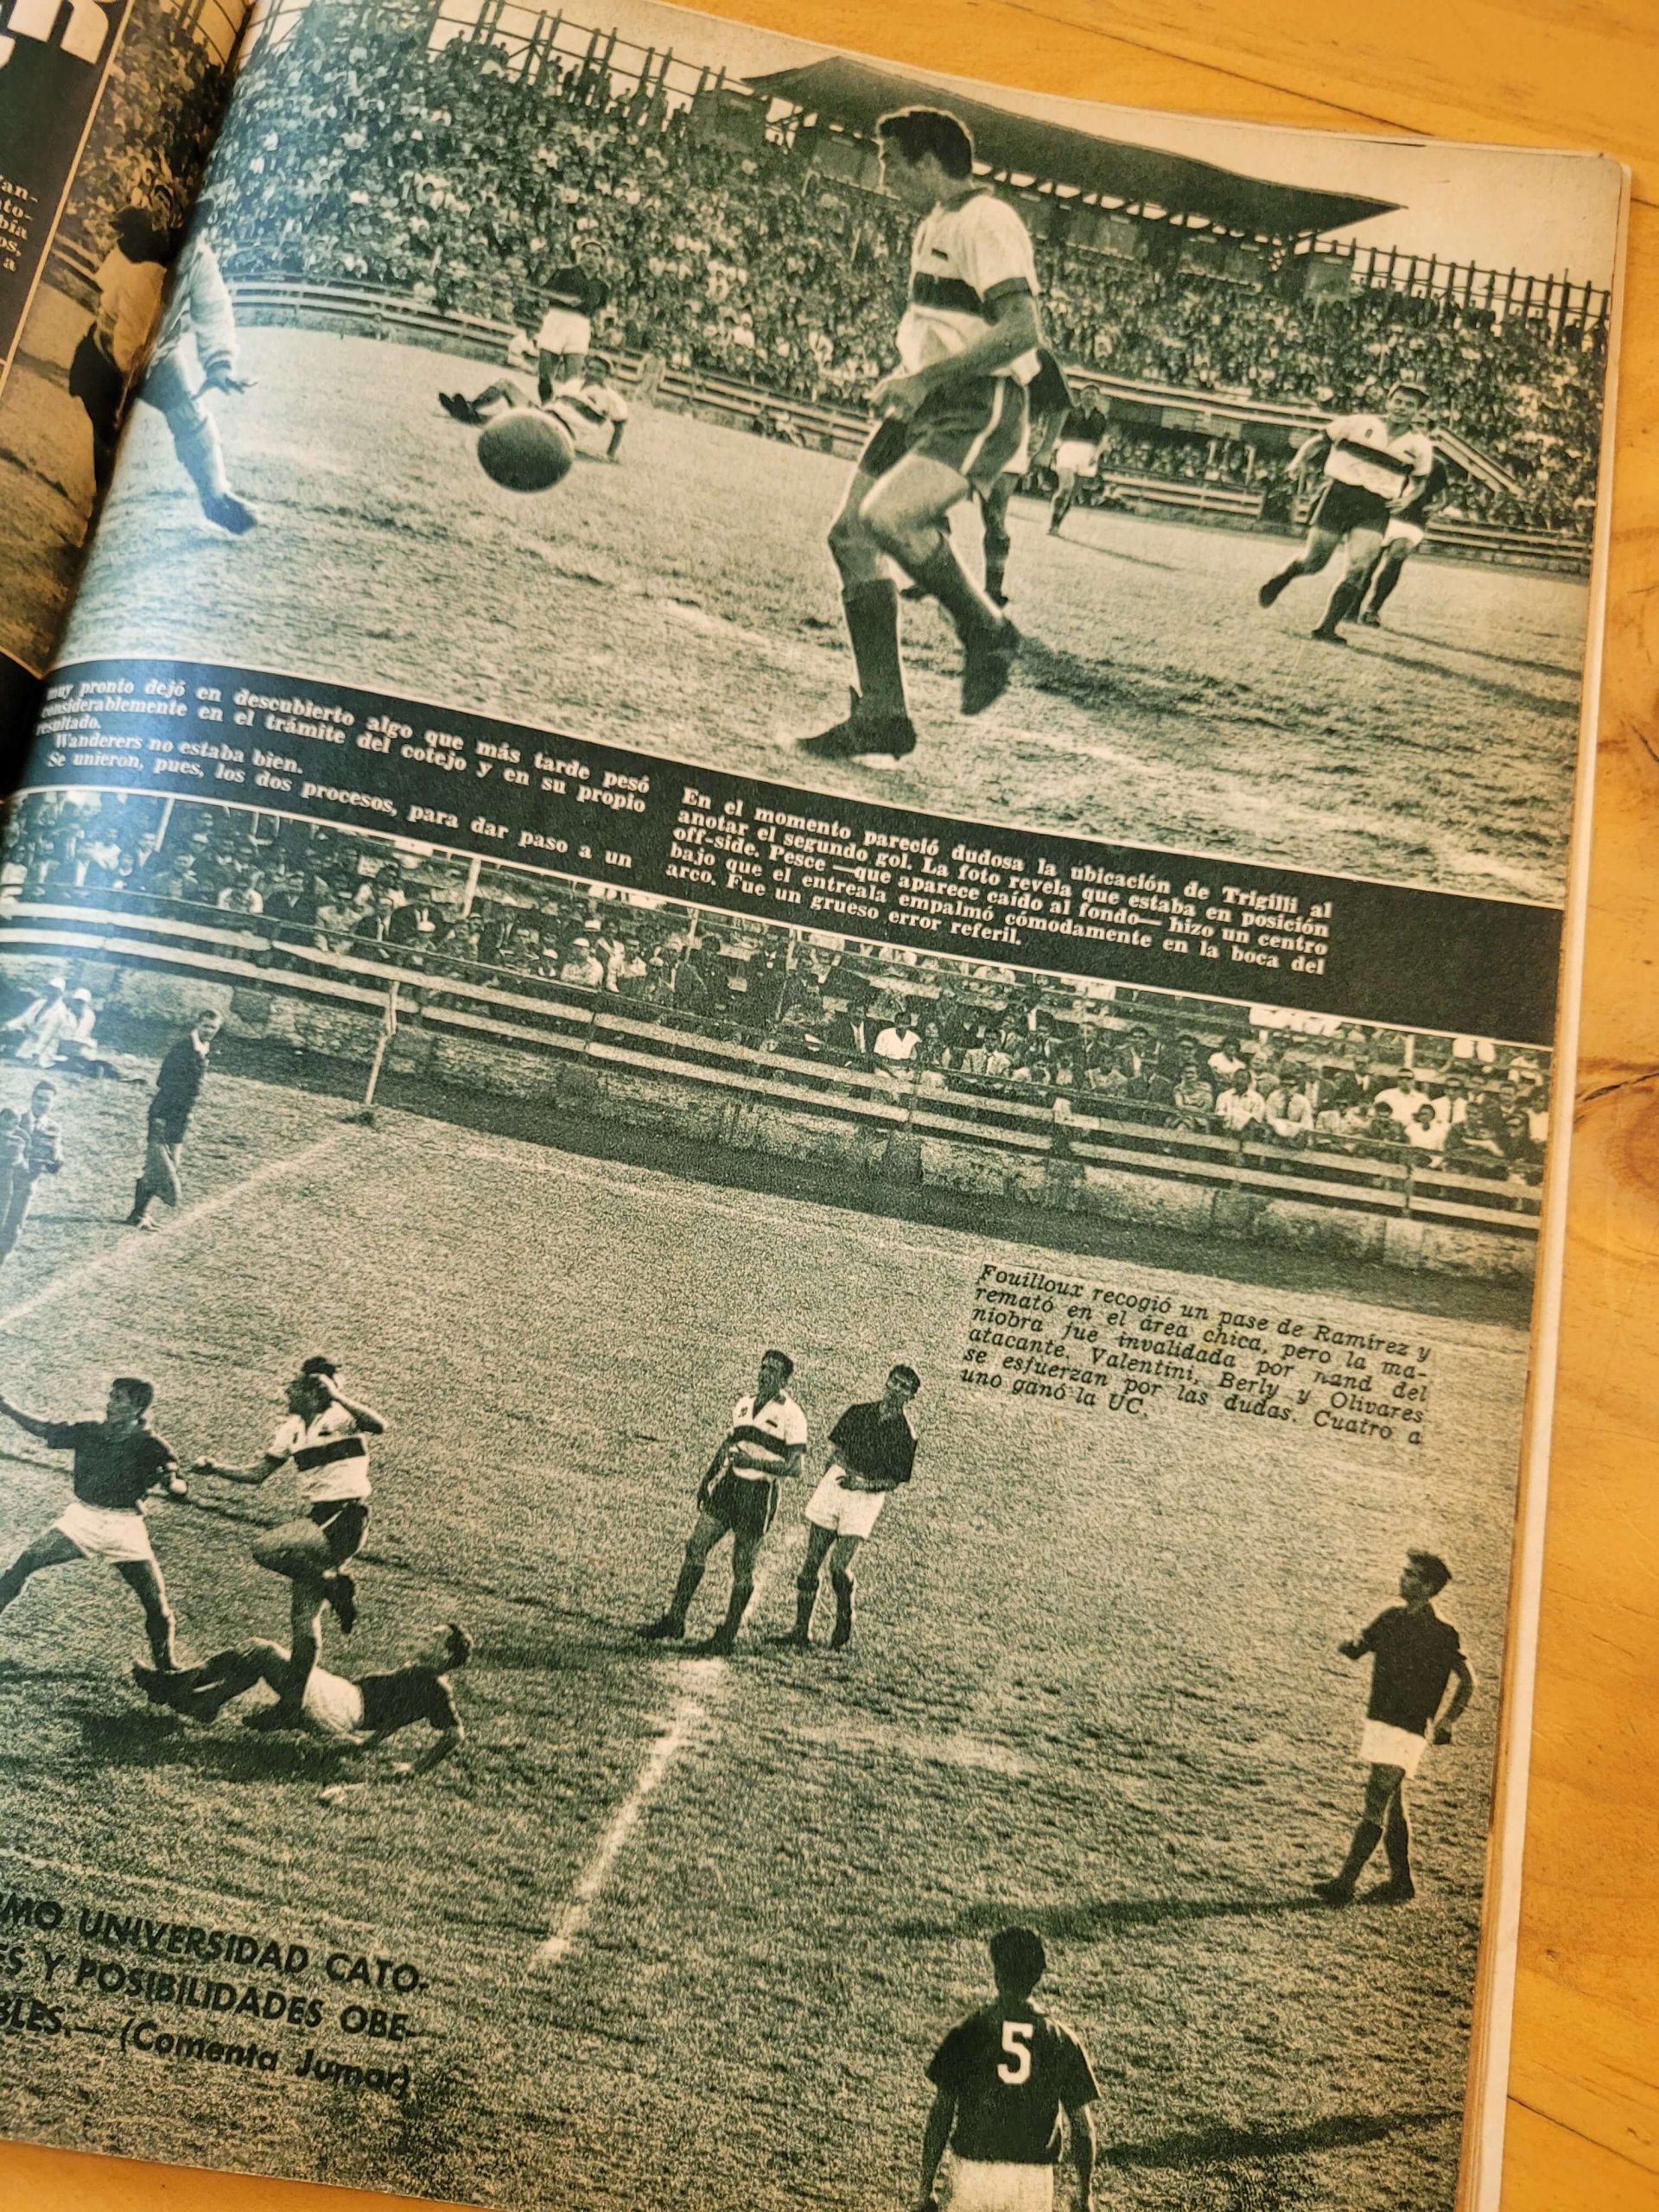 muy pronto dejó en descubierto algo que más tarde pesó
considerablemente en el trámite del cotejo y en su propio
resultado.
Wanderers no estaba bien.
Se unieron, pues, los dos procesos, para dar paso a un
En el momento pareció dudosa la ubicación de Trigilli al
anotar el segundo gol. La foto revela que estaba en posición
off-side. Pesce —que aparece caído al fondo— hizo un centro
bajo que el entreala empalmó cómodamente en la boca del
arco. Fue un grueso error referil.
Fouilloux recogió un pase de Ramírez y
remató en el área chica, pero la ma-
niobra fue invalidada por hand del
atacante. Valentini, Berly y Olivares
se esfuerzan por las dudas. Cuatro a
uno ganó la UC.
MO UNIVERSIDAD CATO-
ES Y POSIBILIDADES OBE-
BLES.— (Comenta Jumar)
5